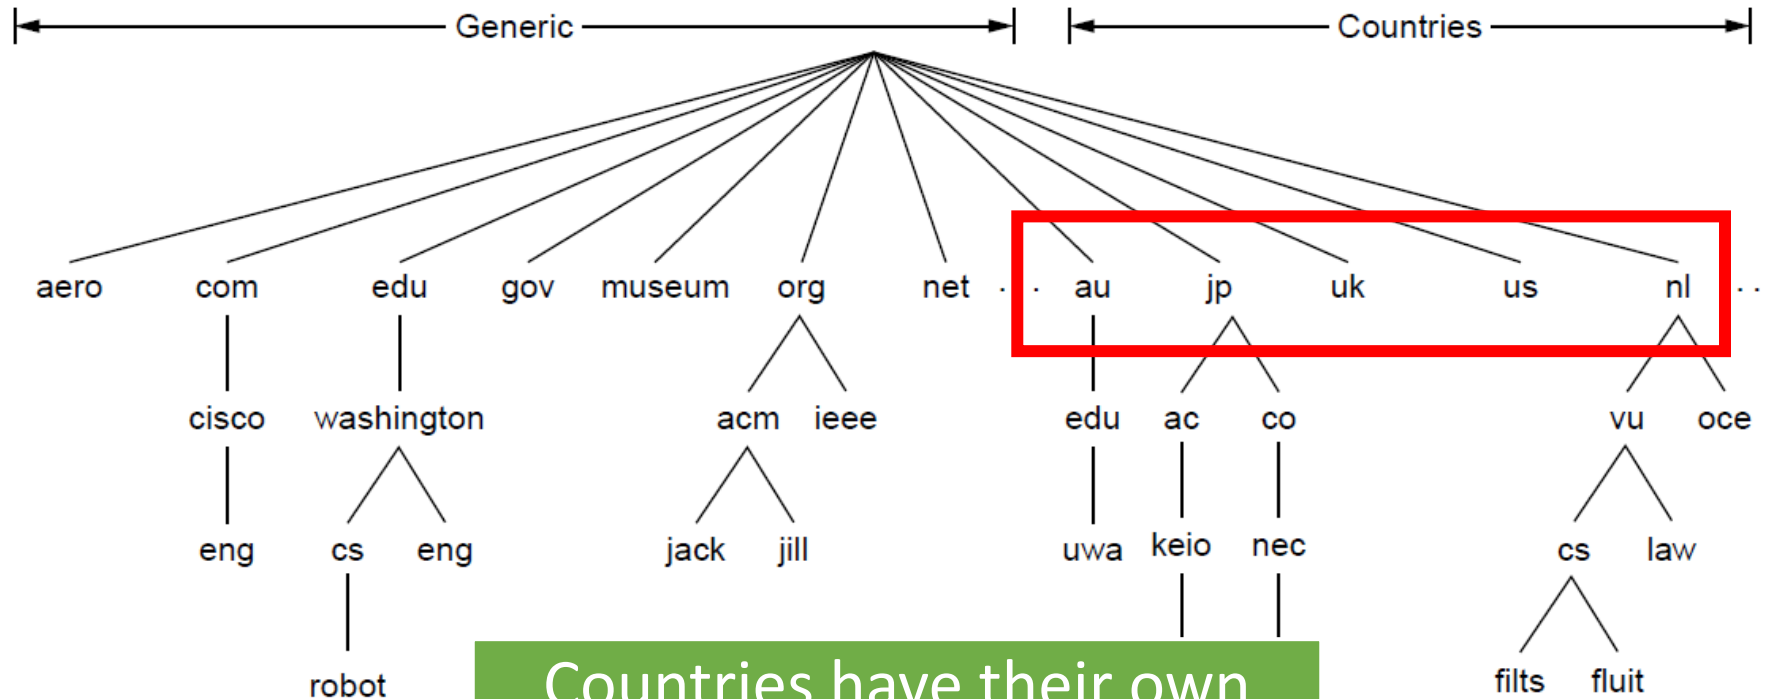 Generic Countries
aero com edu gov museum org net . . . au jp uk us nl . .
cisco washington acm ieee edu ac co vu oce
eng cs eng jack jill uwa keio nec cs law
robot filts fluit
Countries have their own